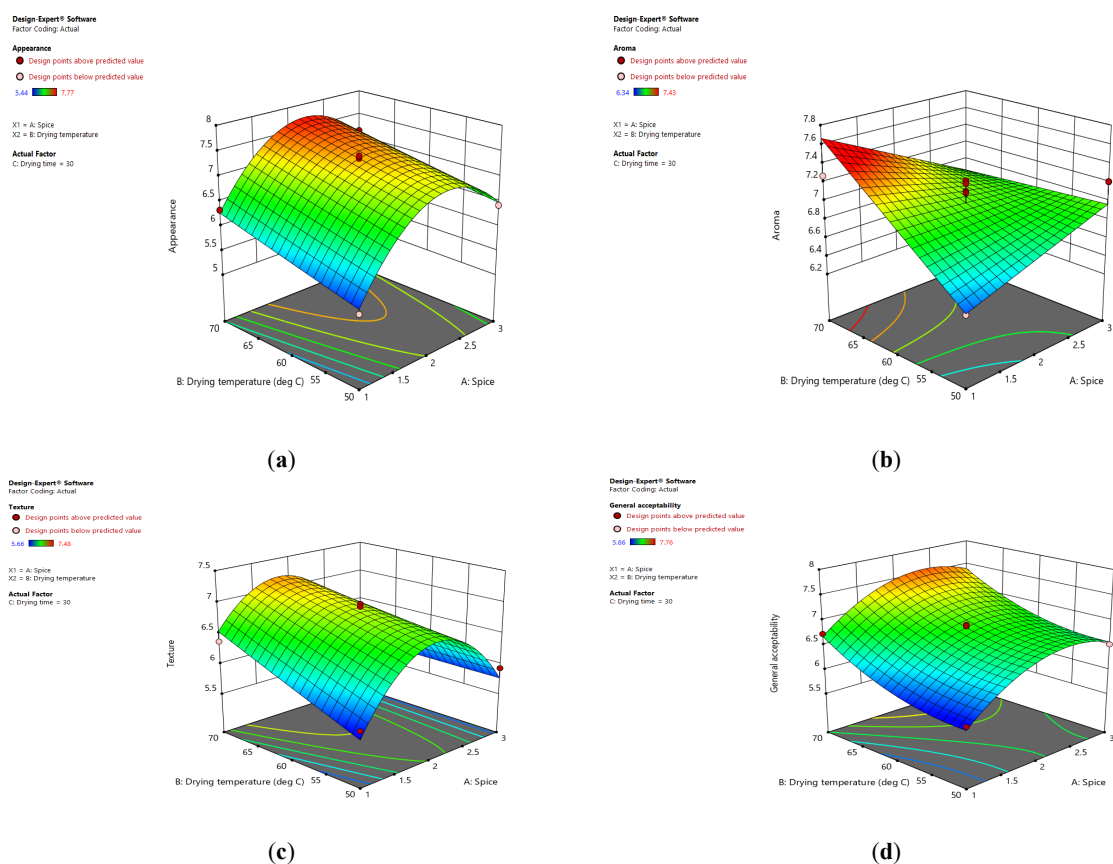 Design-Expert® Software
Factor Coding: Actual
Appearance
Design points above predicted value
Design points below predicted value
5.44 7.77
X1 = A: Spice
X2 = B: Drying temperature
Actual Factor
C: Drying time = 30
8
7.5
7
6.5
6
5.5
5
Appearance
70
65
60
55
50
B: Drying temperature (deg C)
1
1.5
2
2.5
3
A: Spice
(a)
Design-Expert® Software
Factor Coding: Actual
Aroma
Design points above predicted value
Design points below predicted value
6.34 7.43
X1 = A: Spice
X2 = B: Drying temperature
Actual Factor
C: Drying time = 30
7.8
7.6
7.4
7.2
7
6.8
6.6
6.4
6.2
Aroma
70
65
60
55
50
B: Drying temperature (deg C)
1
1.5
2
2.5
3
A: Spice
(b)
Design-Expert® Software
Factor Coding: Actual
Texture
Design points above predicted value
Design points below predicted value
5.66 7.48
X1 = A: Spice
X2 = B: Drying temperature
Actual Factor
C: Drying time = 30
7.5
7
6.5
6
5.5
Texture
70
65
60
55
50
B: Drying temperature (deg C)
1
1.5
2
2.5
3
A: Spice
(c)
Design-Expert® Software
Factor Coding: Actual
General acceptability
Design points above predicted value
Design points below predicted value
5.86 7.76
X1 = A: Spice
X2 = B: Drying temperature
Actual Factor
C: Drying time = 30
8
7.5
7
6.5
6
5.5
General acceptability
70
65
60
55
50
B: Drying temperature (deg C)
1
1.5
2
2.5
3
A: Spice
(d)